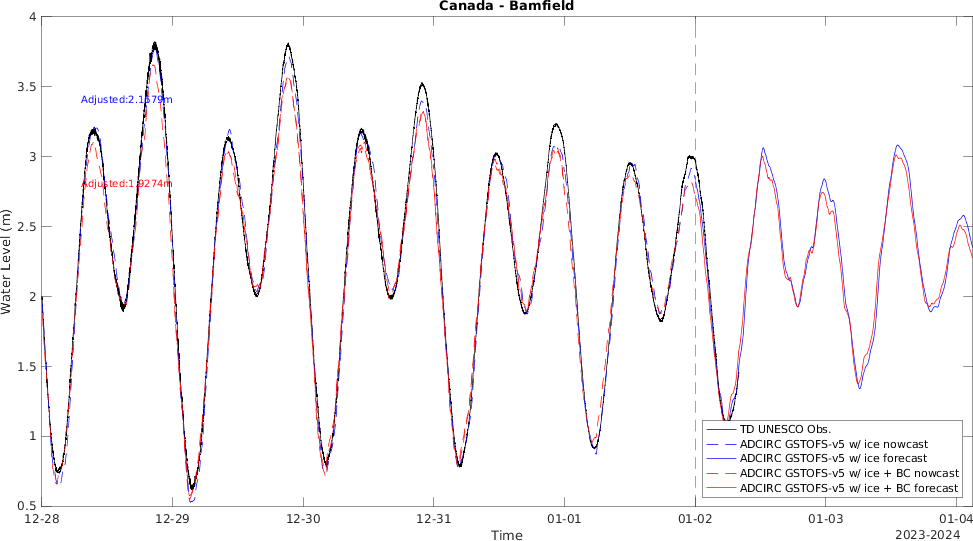 Canada - Bamfield
4
3.5
3
2.5
2
1.5
1
0.5
Water Level (m)
Adjusted:2.1579m
Adjusted:1.9274m
TD UNESCO Obs.
ADCIRC GSTOFS-v5 w/ ice nowcast
ADCIRC GSTOFS-v5 w/ ice forecast
ADCIRC GSTOFS-v5 w/ ice + BC nowcast
ADCIRC GSTOFS-v5 w/ ice + BC forecast
12-28
12-29
12-30
12-31
01-01
01-02
01-03
01-04
Time
2023-2024